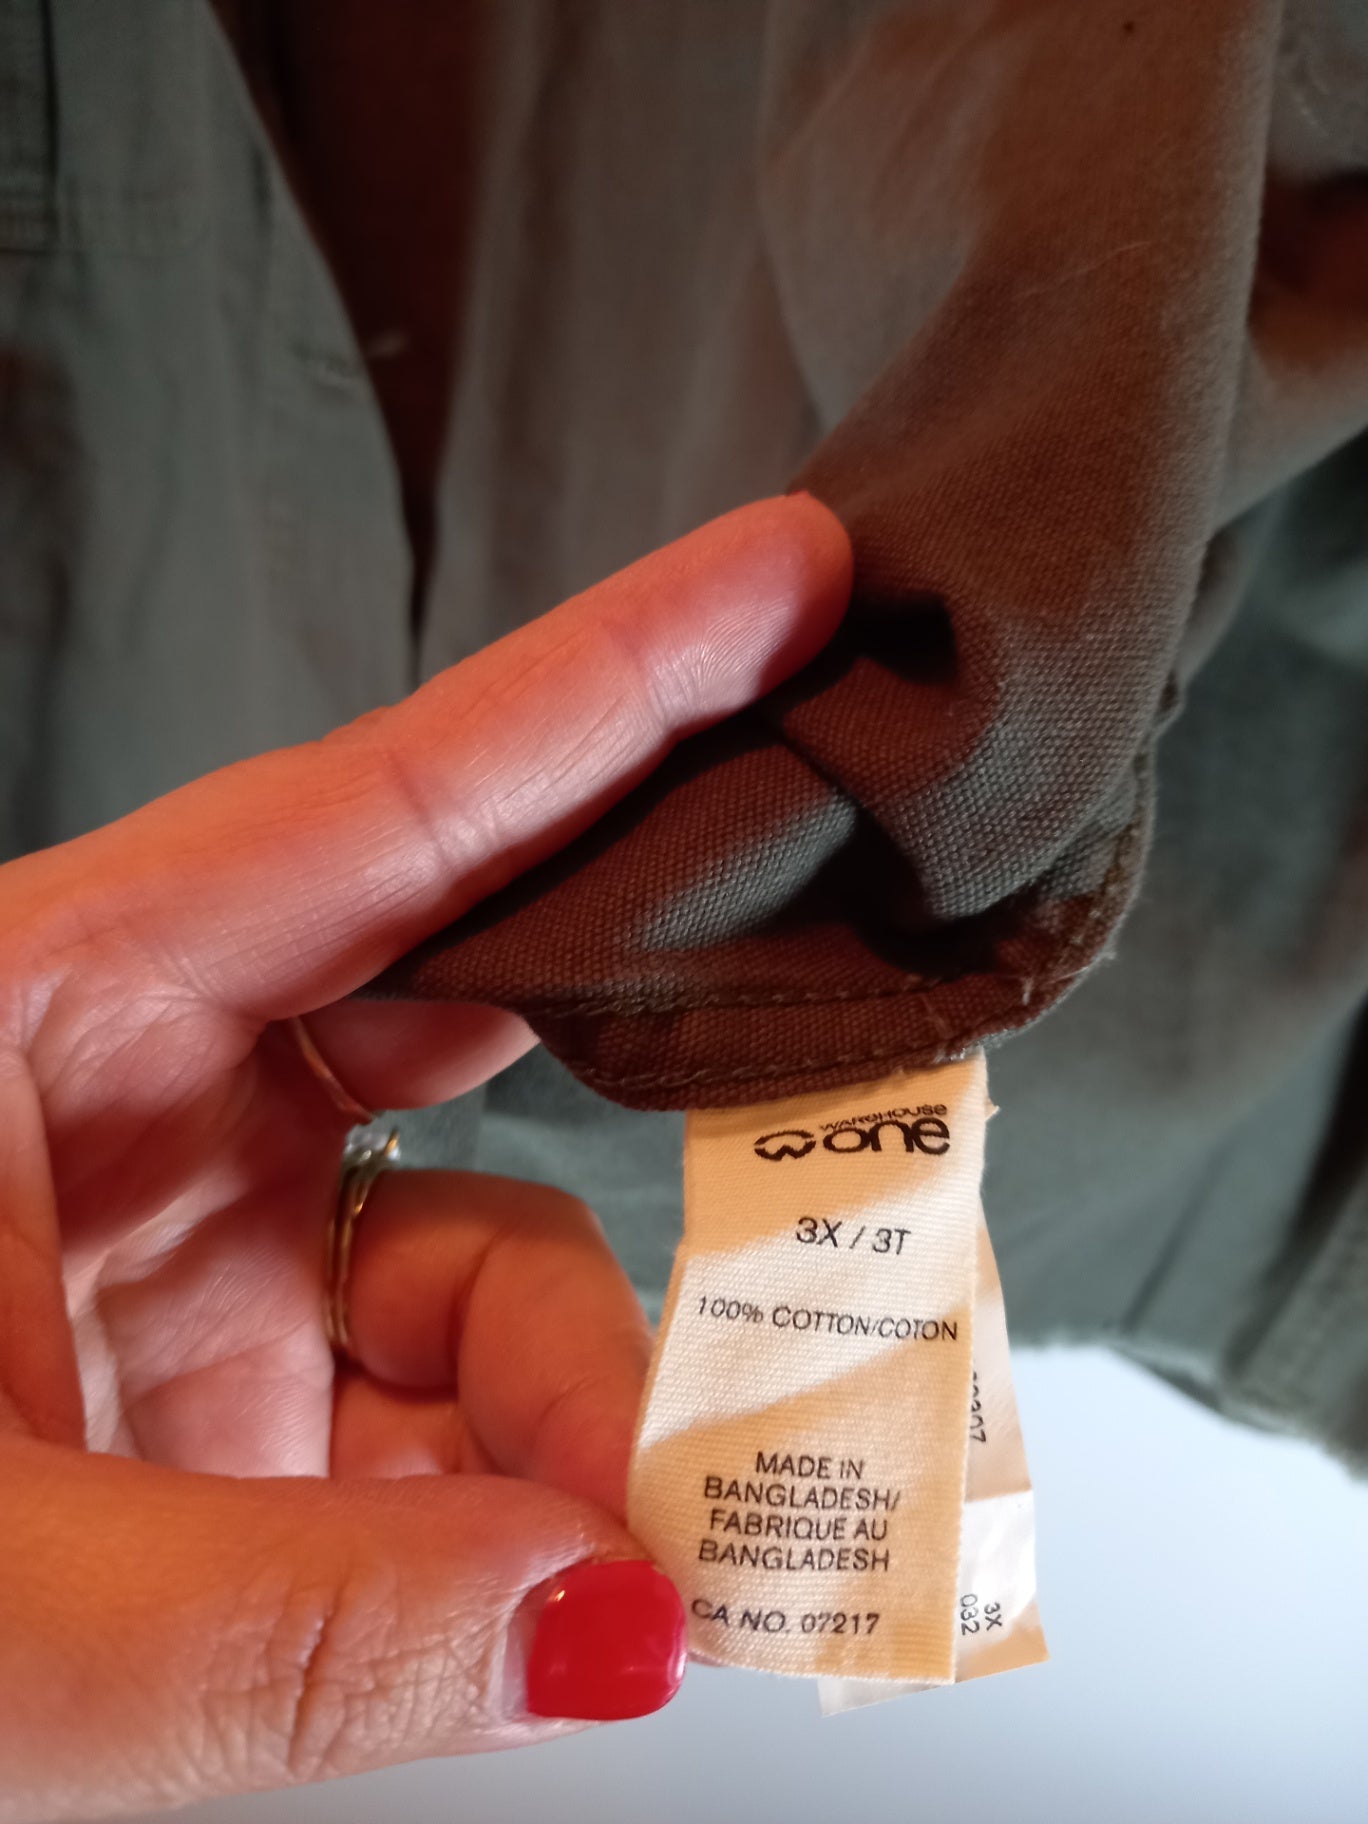 WAREHOUSE
one
3X / 3T
100% COTTON/COTON
MADE IN
BANGLADESH/
FABRIQUE AU
BANGLADESH
CA NO. 07217
3X
032